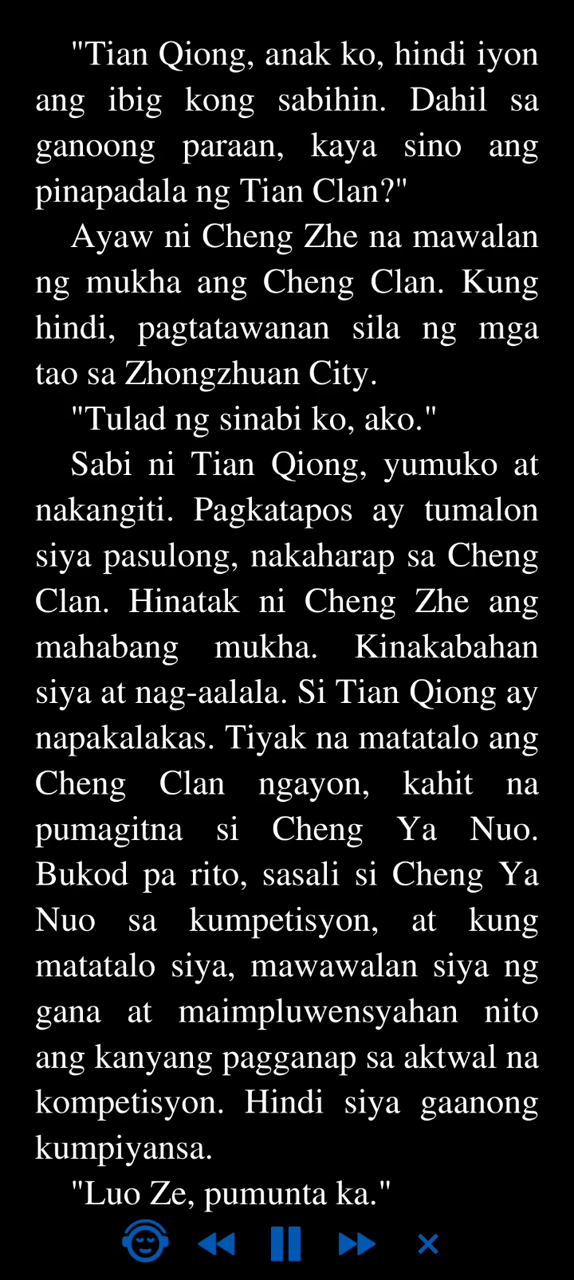 "Tian Qiong, anak ko, hindi iyon
ang ibig kong sabihin. Dahil sa
ganoong paraan, kaya sino ang
pinapadala ng Tian Clan?"
Ayaw ni Cheng Zhe na mawalan
ng mukha ang Cheng Clan. Kung
hindi, pagtatawanan sila ng mga
tao sa Zhongzhuan City.
"Tulad ng sinabi ko, ako."
Sabi ni Tian Qiong, yumuko at
nakangiti. Pagkatapos ay tumalon
siya pasulong, nakaharap sa Cheng
Clan. Hinatak ni Cheng Zhe ang
mahabang mukha. Kinakabahan
siya at nag-aalala. Si Tian Qiong ay
napakalakas. Tiyak na matatalo ang
Cheng Clan ngayon, kahit na
pumagitna si Cheng Ya Nuo.
Bukod pa rito, sasali si Cheng Ya
Nuo sa kumpetisyon, at kung
matatalo siya, mawawalan siya ng
gana at maimpluwensyahan nito
ang kanyang pagganap sa aktwal na
kompetisyon. Hindi siya gaanong
kumpiyansa.
"Luo Ze, pumunta ka."